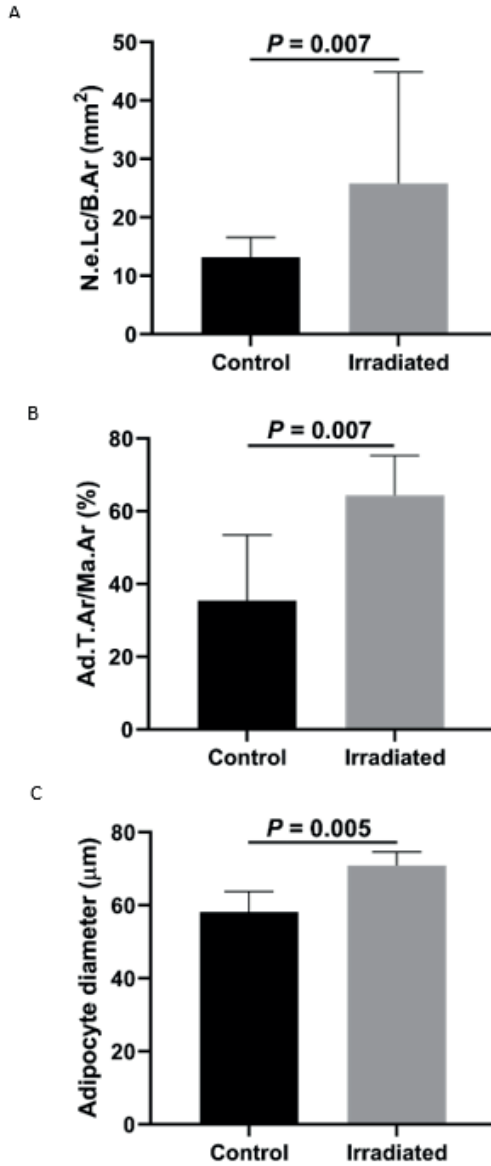 A
P = 0.007
50
40
30
20
10
0
N.e.Lc/B.Ar (mm²)
Control Irradiated
B
P = 0.007
80
60
40
20
0
Ad.T.Ar/Ma.Ar (%)
Control Irradiated
C
P = 0.005
80
60
40
20
0
Adipocyte diameter (μm)
Control Irradiated